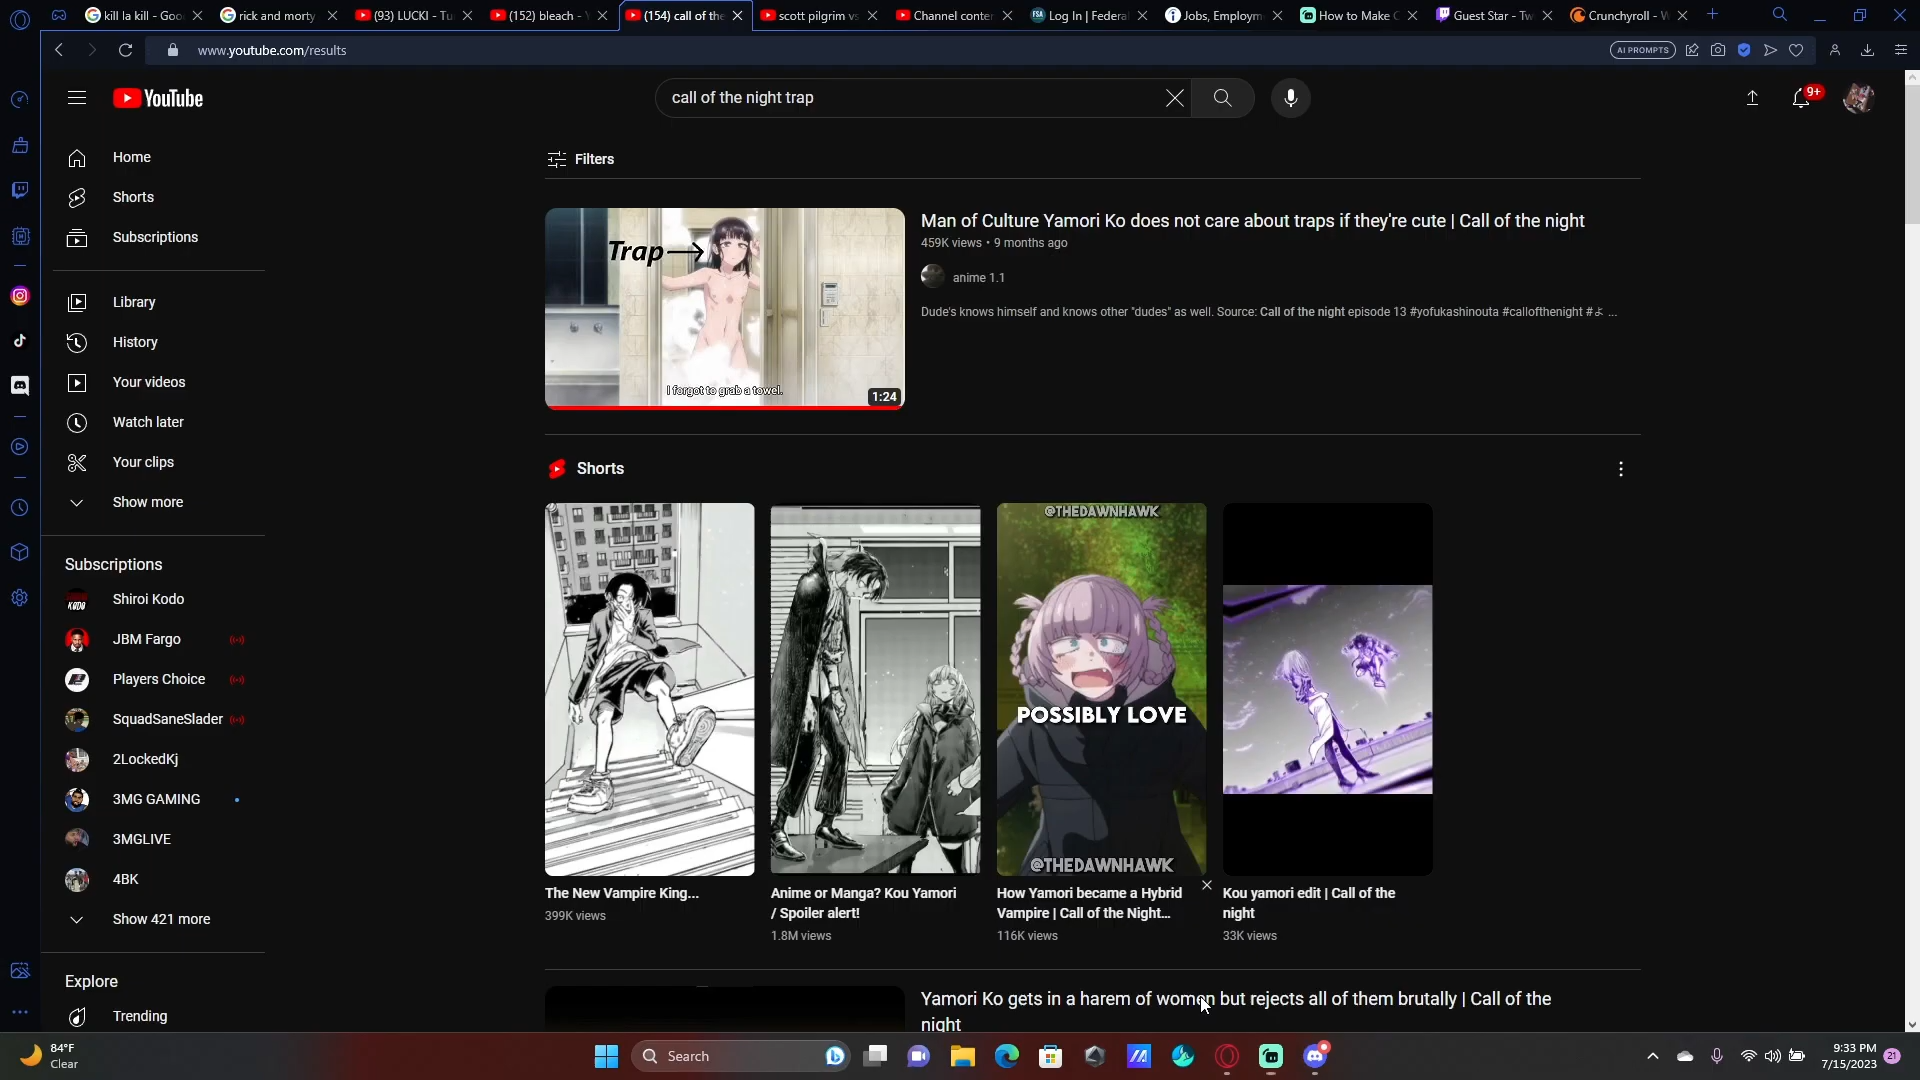 kill la kill - Goo
rick and morty
(93) LUCKI - Tu
(152) bleach - Y
(154) call of the
scott pilgrim vs
Channel conten
Log In | Federa
Jobs, Employm
How to Make C
Guest Star - Tw
Crunchyroll - W
www.youtube.com/results
AI PROMPTS
YouTube
call of the night trap
9+
Home
Shorts
Subscriptions
Library
History
Your videos
Watch later
Your clips
Show more
Subscriptions
Shiroi Kodo
JBM Fargo
Players Choice
SquadSaneSlader
2LockedKj
3MG GAMING
3MGLIVE
4BK
Show 421 more
Explore
Trending
Filters
Trap
I forgot to grab a towel.
1:24
Man of Culture Yamori Ko does not care about traps if they're cute | Call of the night
459K views • 9 months ago
anime 1.1
Dude's knows himself and knows other "dudes" as well. Source: Call of the night episode 13 #yofukashinouta #callofthenight #よ ...
Shorts
@THEDAWNHAWK
POSSIBLY LOVE
@THEDAWNHAWK
The New Vampire King...
399K views
Anime or Manga? Kou Yamori
/ Spoiler alert!
1.8M views
How Yamori became a Hybrid
Vampire | Call of the Night...
116K views
Kou yamori edit | Call of the
night
33K views
Yamori Ko gets in a harem of women but rejects all of them brutally | Call of the
night
84°F
Clear
Search
9:33 PM
7/15/2023
21